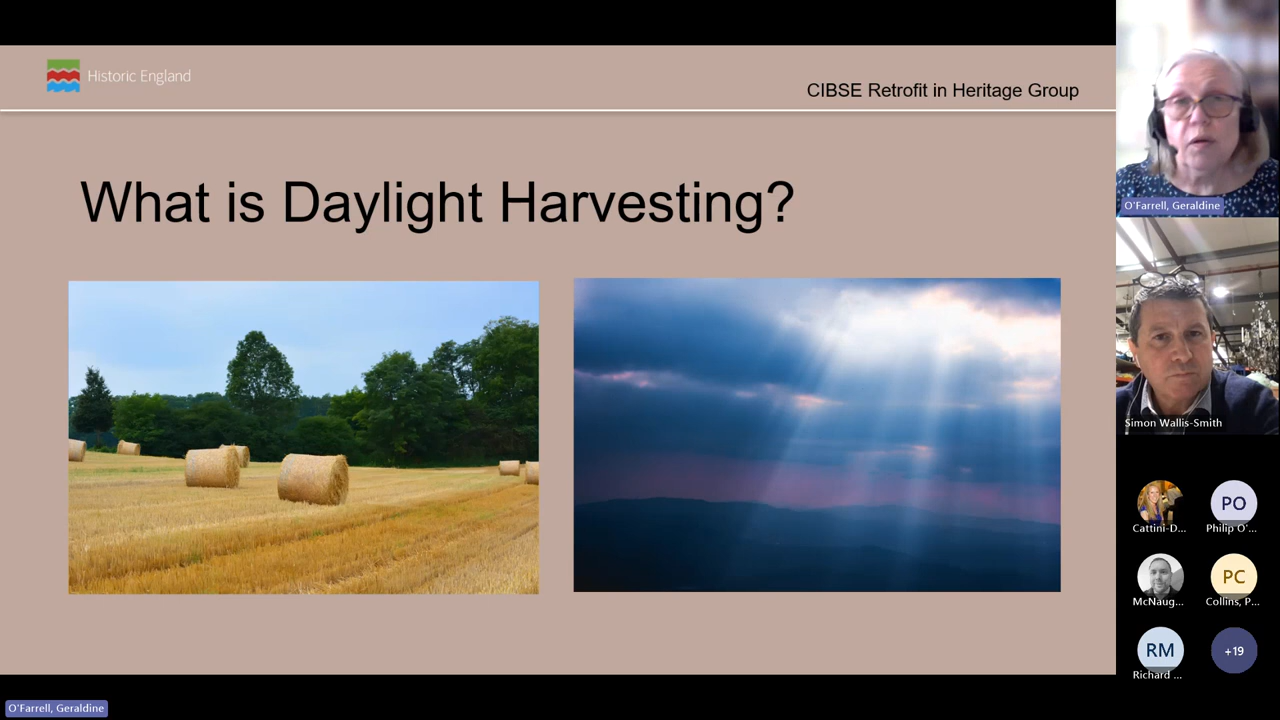 Historic England
CIBSE Retrofit in Heritage Group
What is Daylight Harvesting?
O'Farrell, Geraldine
Simon Wallis-Smith
Cattini-D...
PO
Philip O'...
McNaug...
PC
Collins, P...
RM
Richard ...
+19
O'Farrell, Geraldine